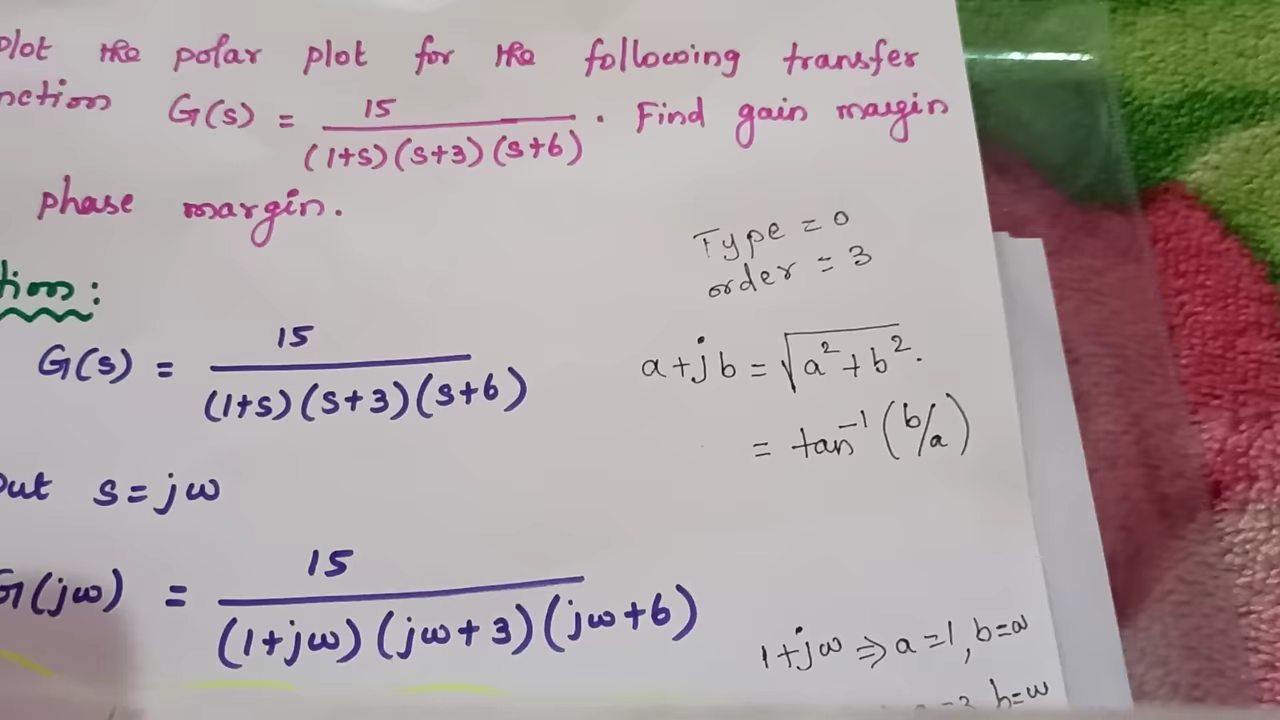 plot the polar plot for the following transfer
nction G(s) = 15 / (1+s)(s+3)(s+6) . Find gain margin
phase margin.
Type = 0
order = 3
tion:
G(s) = 15 / (1+s)(s+3)(s+6)
a+jb = √a²+b².
= tan⁻¹(b/a)
put s=jω
G(jω) = 15 / (1+jω)(jω+3)(jω+6)
1+jω ⇒ a=1, b=ω
b=ω